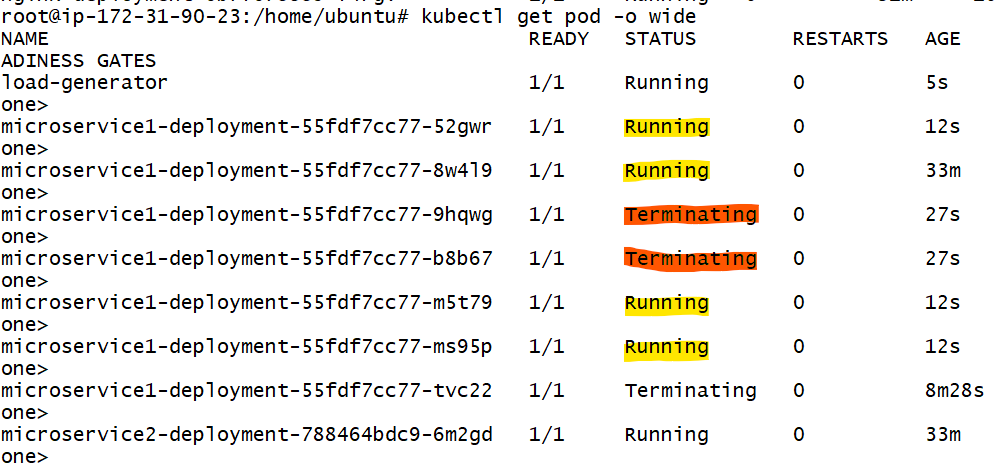 root@ip-172-31-90-23:/home/ubuntu# kubectl get pod -o wide
NAME READY STATUS RESTARTS AGE
ADINESS GATES
load-generator 1/1 Running 0 5s
one>
microservice1-deployment-55fdf7cc77-52gwr 1/1 Running 0 12s
one>
microservice1-deployment-55fdf7cc77-8w4l9 1/1 Running 0 33m
one>
microservice1-deployment-55fdf7cc77-9hqwg 1/1 Terminating 0 27s
one>
microservice1-deployment-55fdf7cc77-b8b67 1/1 Terminating 0 27s
one>
microservice1-deployment-55fdf7cc77-m5t79 1/1 Running 0 12s
one>
microservice1-deployment-55fdf7cc77-ms95p 1/1 Running 0 12s
one>
microservice1-deployment-55fdf7cc77-tvc22 1/1 Terminating 0 8m28s
one>
microservice2-deployment-788464bdc9-6m2gd 1/1 Running 0 33m
one>